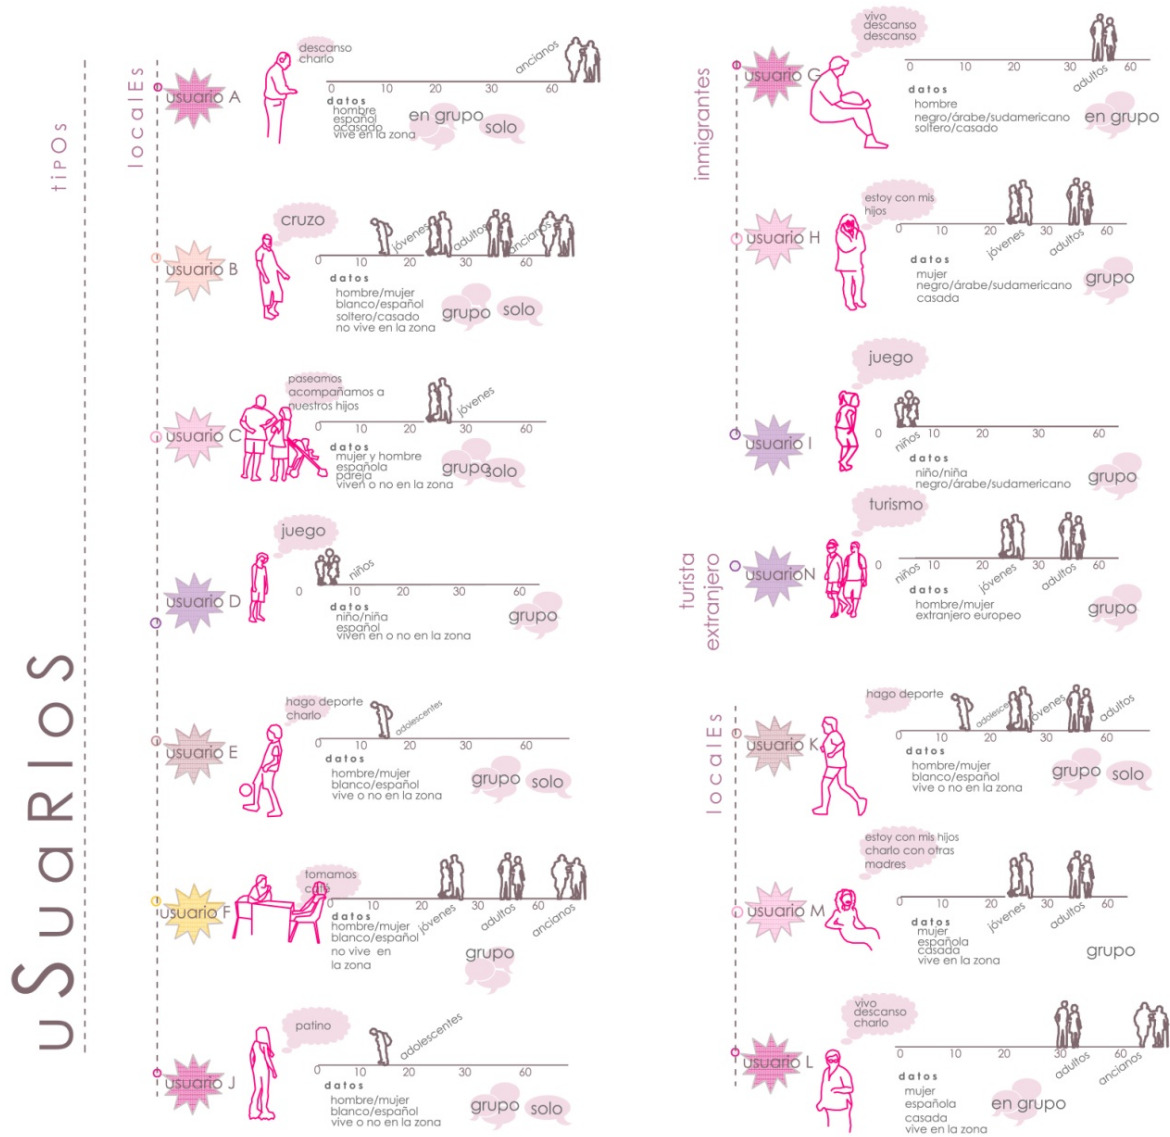 uSuaRIoS
tiPOs
localEs
usuario A
descanso
charlo
ancianos
0 10 20 30 40 60
datos
hombre
español
ocasado
vive en la zona
en grupo
solo
usuario B
cruzo
jóvenes
adultos
ancianos
0 10 20 30 40 60
datos
hombre/mujer
blanco/español
soltero/casado
no vive en la zona
grupo
solo
usuario C
paseamos
acompañamos a
nuestros hijos
jóvenes
0 10 20 30 60
datos
mujer y hombre
española
pareja
viven o no en la zona
grupo
solo
usuario D
juego
niños
0 10 20 30 60
datos
niño/niña
español
viven en o no en la zona
grupo
usuario E
hago deporte
charlo
adolescentes
0 10 20 30 60
datos
hombre/mujer
blanco/español
vive o no en la zona
grupo
solo
usuario F
tomamos
café
0 10 20 30 40 60
jóvenes
adultos
ancianos
datos
hombre/mujer
blanco/español
no vive en
la zona
grupo
usuario J
patino
adolescentes
0 10 20 30 60
datos
hombre/mujer
blanco/español
vive o no en la zona
grupo
solo
inmigrantes
usuario G
vivo
descanso
descanso
0 10 20 30 60
adultos
datos
hombre
negro/árabe/sudamericano
soltero/casado
en grupo
usuario H
estoy con mis
hijos
0 10 20 30 60
jóvenes
adultos
datos
mujer
negro/árabe/sudamericano
casada
grupo
usuario I
juego
0 10 20 30 60
niños
datos
niño/niña
negro/árabe/sudamericano
grupo
turista
extranjero
usuarioN
turismo
0 10 20 30 60
niños
jóvenes
adultos
datos
hombre/mujer
extranjero europeo
grupo
localEs
usuario K
hago deporte
adolescen
jóvenes
adultos
0 10 20 30 60
datos
hombre/mujer
blanco/español
vive o no en la zona
grupo
solo
usuario M
estoy con mis hijos
charlo con otras
madres
0 10 20 30 60
jóvenes
adultos
datos
mujer
española
casada
vive en la zona
grupo
usuario L
vivo
descanso
charlo
0 10 20 30 60
adultos
ancianos
datos
mujer
española
casada
vive en la zona
en grupo